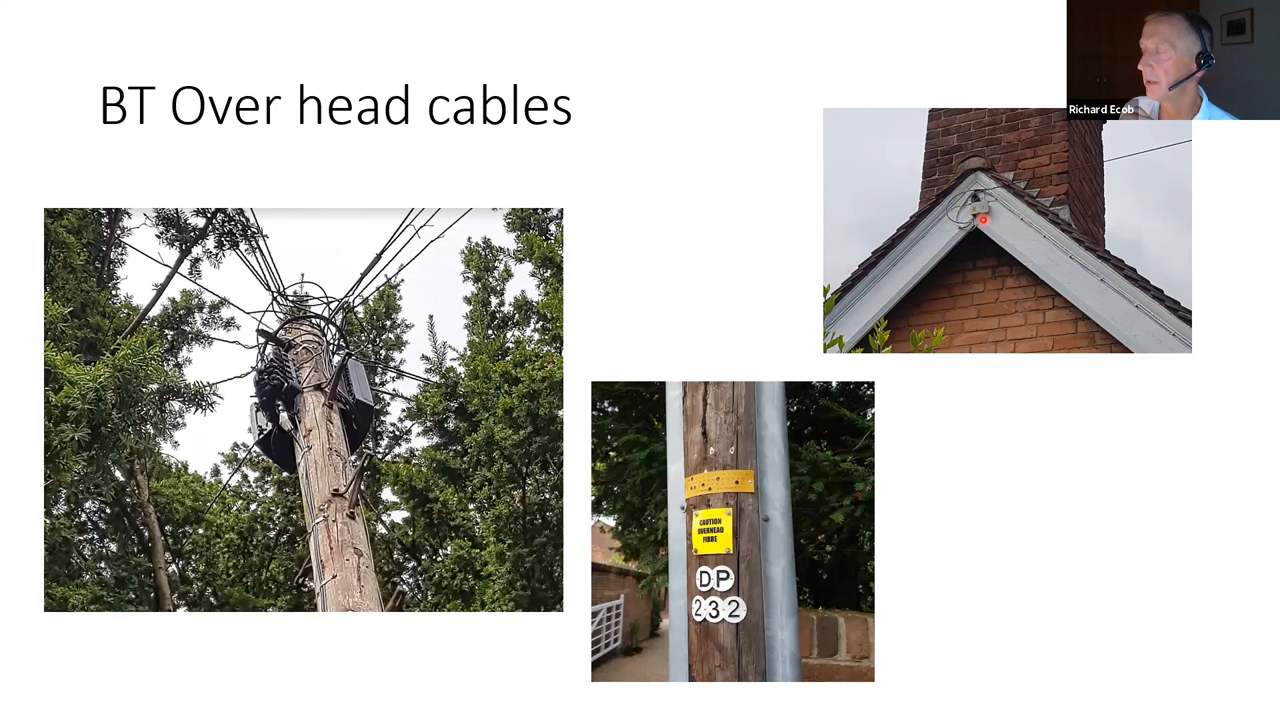 BT Over head cables
Richard Ecob
CAUTION
OVERHEAD
FIBRE
DP
232